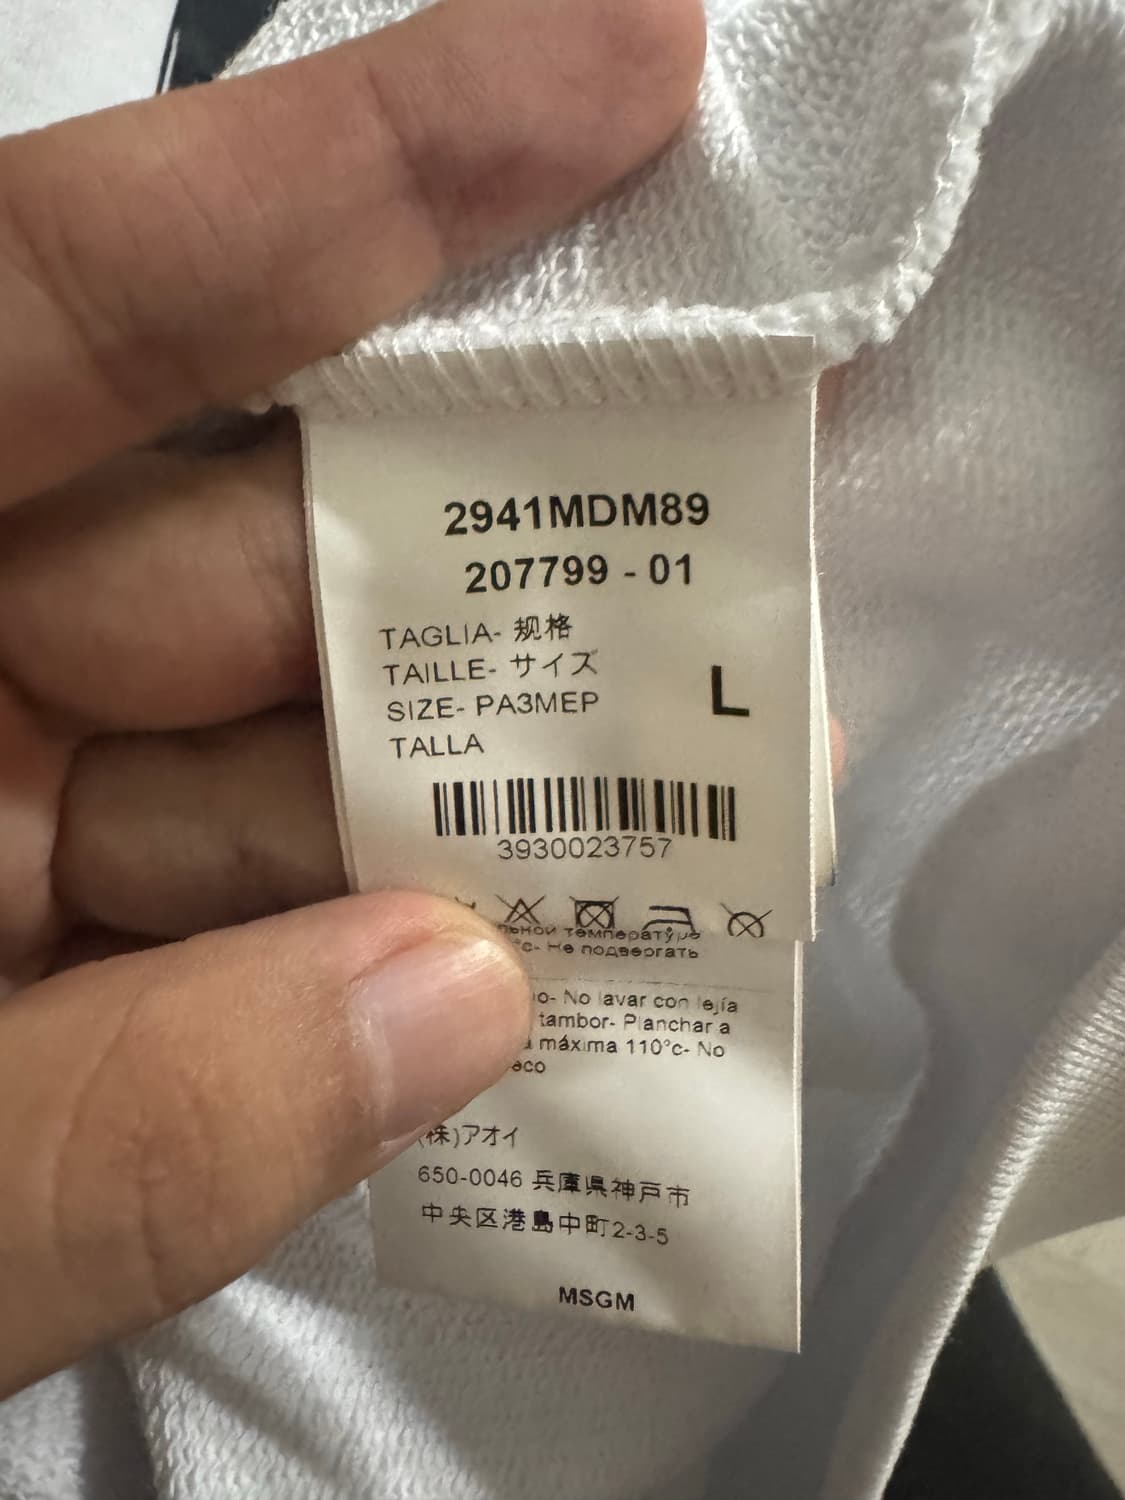 2941MDM89
207799 - 01
TAGLIA- 规格
TAILLE- サイズ
SIZE- РАЗМЕР
TALLA
L
3930023757
температуре
°c- Не подвергать
No lavar con lejía
tambor- Planchar a
máxima 110°c- No
(株)アオイ
650-0046 兵庫県神戸市
中央区港島中町2-3-5
MSGM